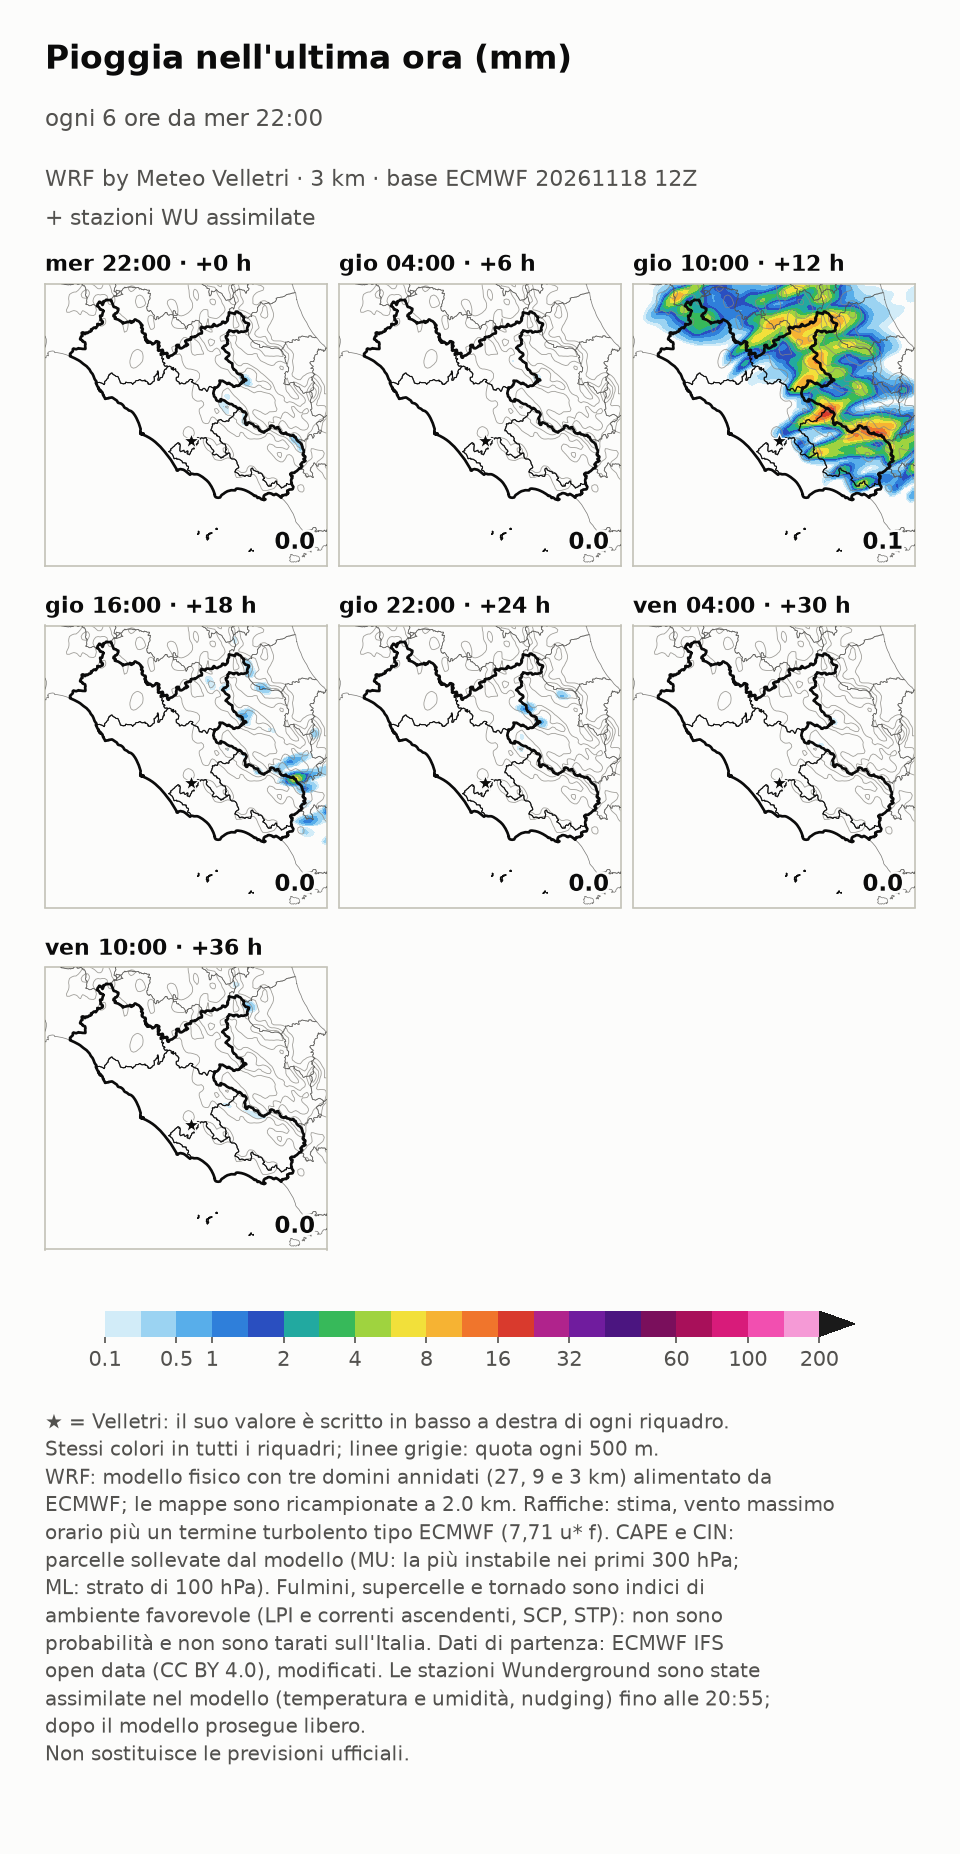 Pioggia nell'ultima ora (mm)
ogni 6 ore da mer 22:00
WRF by Meteo Velletri · 3 km · base ECMWF 20261118 12Z
+ stazioni WU assimilate
mer 22:00 · +0 h
gio 04:00 · +6 h
gio 10:00 · +12 h
0.0
0.0
0.1
gio 16:00 · +18 h
gio 22:00 · +24 h
ven 04:00 · +30 h
0.0
0.0
0.0
ven 10:00 · +36 h
0.0
0.1 0.5 1 2 4 8 16 32 60 100 200
★ = Velletri: il suo valore è scritto in basso a destra di ogni riquadro.
Stessi colori in tutti i riquadri; linee grigie: quota ogni 500 m.
WRF: modello fisico con tre domini annidati (27, 9 e 3 km) alimentato da
ECMWF; le mappe sono ricampionate a 2.0 km. Raffiche: stima, vento massimo
orario più un termine turbolento tipo ECMWF (7,71 u* f). CAPE e CIN:
parcelle sollevate dal modello (MU: la più instabile nei primi 300 hPa;
ML: strato di 100 hPa). Fulmini, supercelle e tornado sono indici di
ambiente favorevole (LPI e correnti ascendenti, SCP, STP): non sono
probabilità e non sono tarati sull'Italia. Dati di partenza: ECMWF IFS
open data (CC BY 4.0), modificati. Le stazioni Wunderground sono state
assimilate nel modello (temperatura e umidità, nudging) fino alle 20:55;
dopo il modello prosegue libero.
Non sostituisce le previsioni ufficiali.